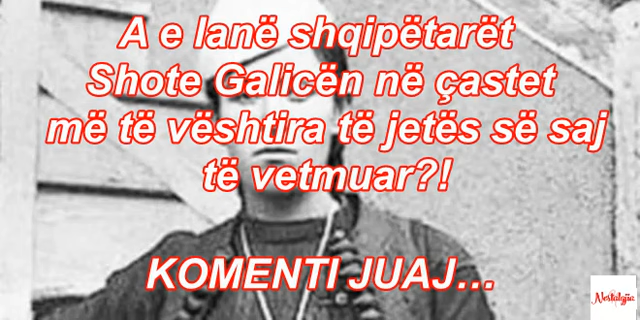 A e lanë shqipëtarët
Shote Galicën në çastet
më të vështira të jetës së saj
të vetmuar?!
KOMENTI JUAJ...
Nostalgjia